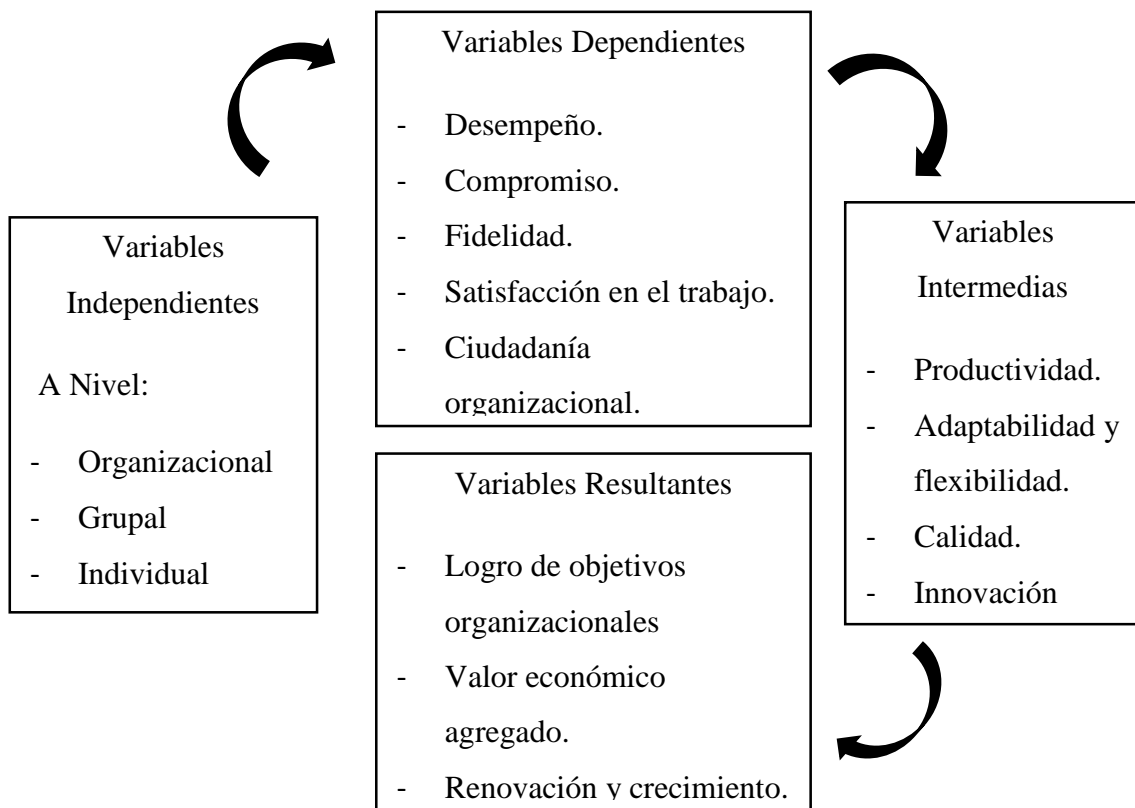 Variables Dependientes
- Desempeño.
- Compromiso.
- Fidelidad.
- Satisfacción en el trabajo.
- Ciudadanía
organizacional.
Variables
Independientes
A Nivel:
- Organizacional
- Grupal
- Individual
Variables
Intermedias
- Productividad.
- Adaptabilidad y
flexibilidad.
- Calidad.
- Innovación
Variables Resultantes
- Logro de objetivos
organizacionales
- Valor económico
agregado.
- Renovación y crecimiento.